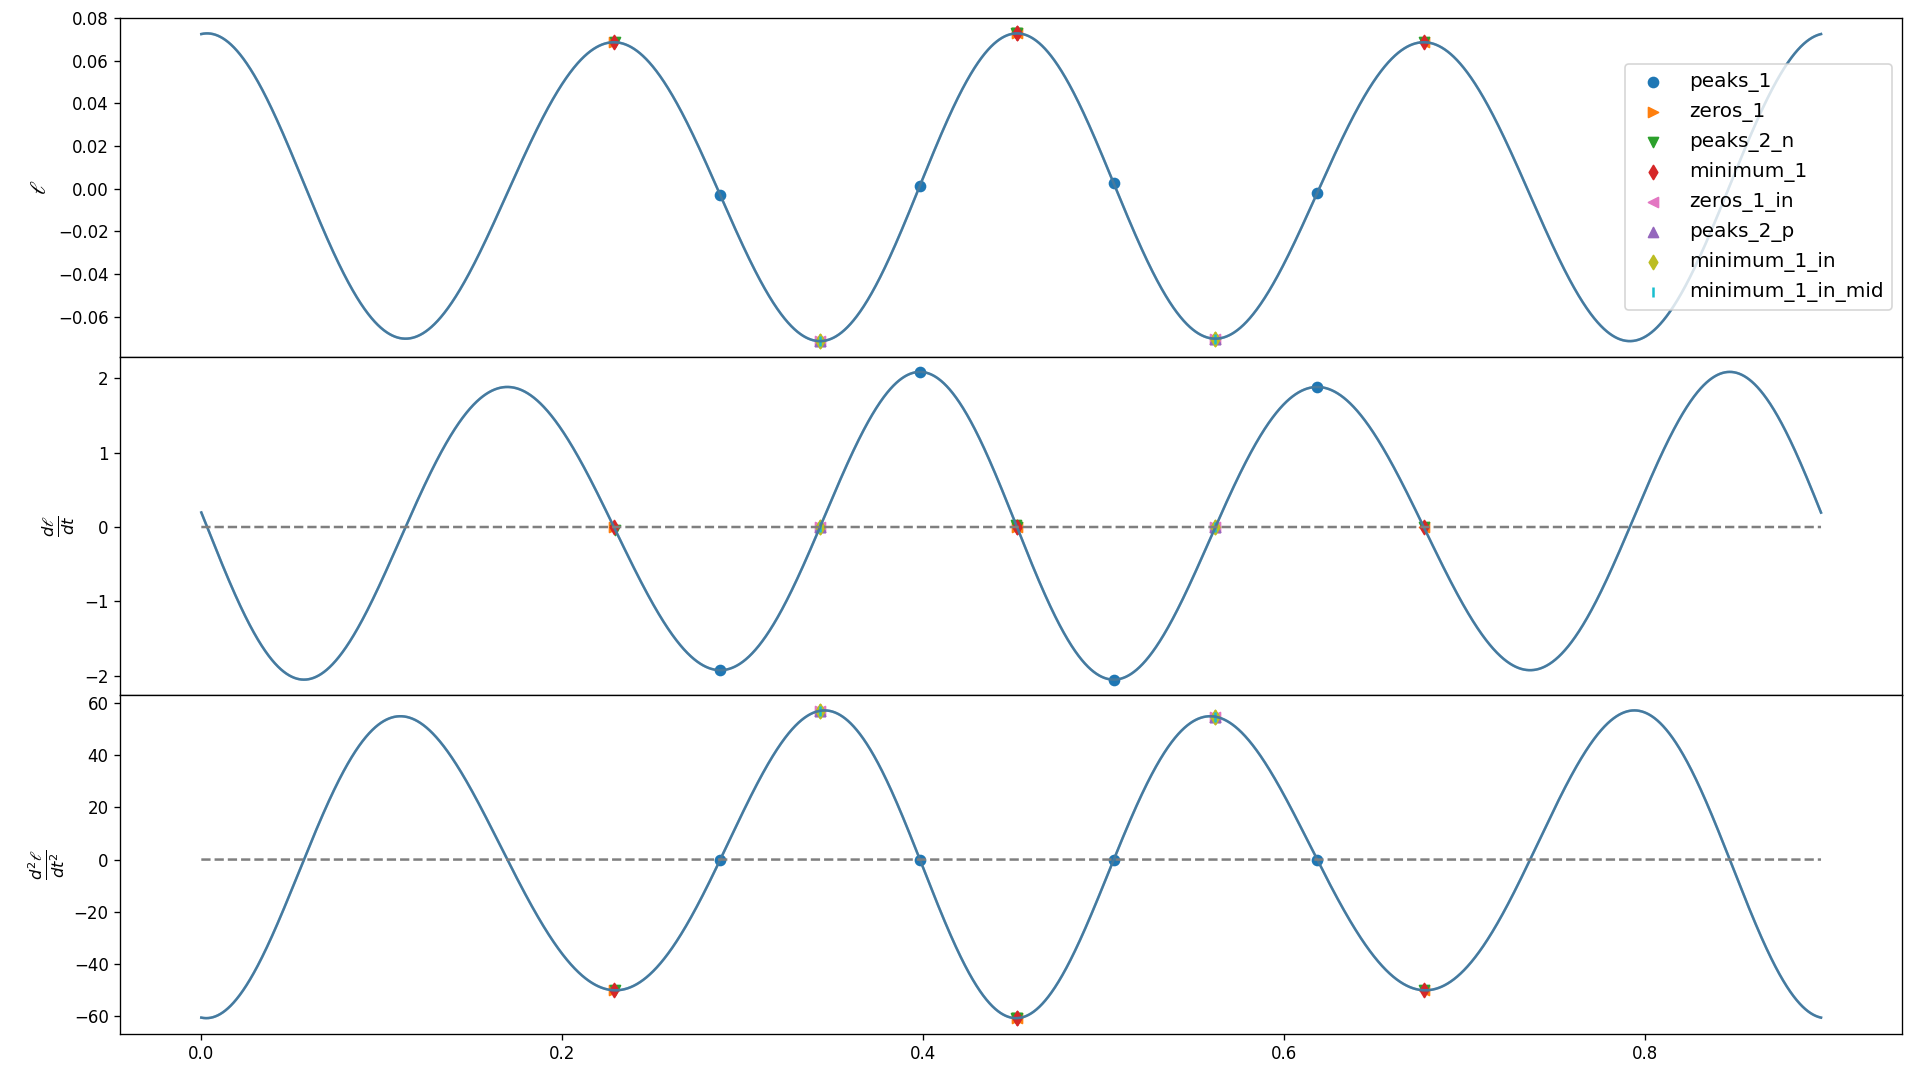 0.08
0.06
0.04
0.02
0.00
−0.02
−0.04
−0.06
ℓ
peaks_1
zeros_1
peaks_2_n
minimum_1
zeros_1_in
peaks_2_p
minimum_1_in
minimum_1_in_mid
2
1
0
−1
−2
dℓ
dt
60
40
20
0
−20
−40
−60
d²ℓ
dt²
0.0 0.2 0.4 0.6 0.8